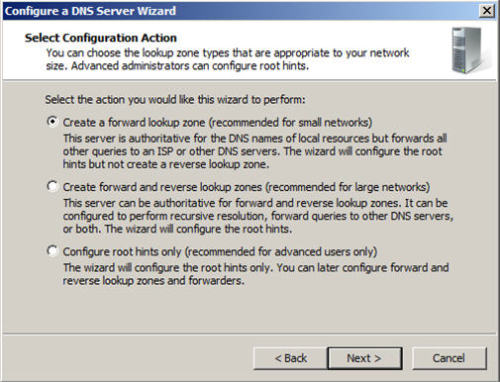 Configure a DNS Server Wizard
Select Configuration Action
You can choose the lookup zone types that are appropriate to your network
size. Advanced administrators can configure root hints.
Select the action you would like this wizard to perform:
Create a forward lookup zone (recommended for small networks)
This server is authoritative for the DNS names of local resources but forwards all
other queries to an ISP or other DNS servers. The wizard will configure the root
hints but not create a reverse lookup zone.
Create forward and reverse lookup zones (recommended for large networks)
This server can be authoritative for forward and reverse lookup zones. It can be
configured to perform recursive resolution, forward queries to other DNS servers,
or both. The wizard will configure the root hints.
Configure root hints only (recommended for advanced users only)
The wizard will configure the root hints only. You can later configure forward and
reverse lookup zones and forwarders.
< Back Next > Cancel